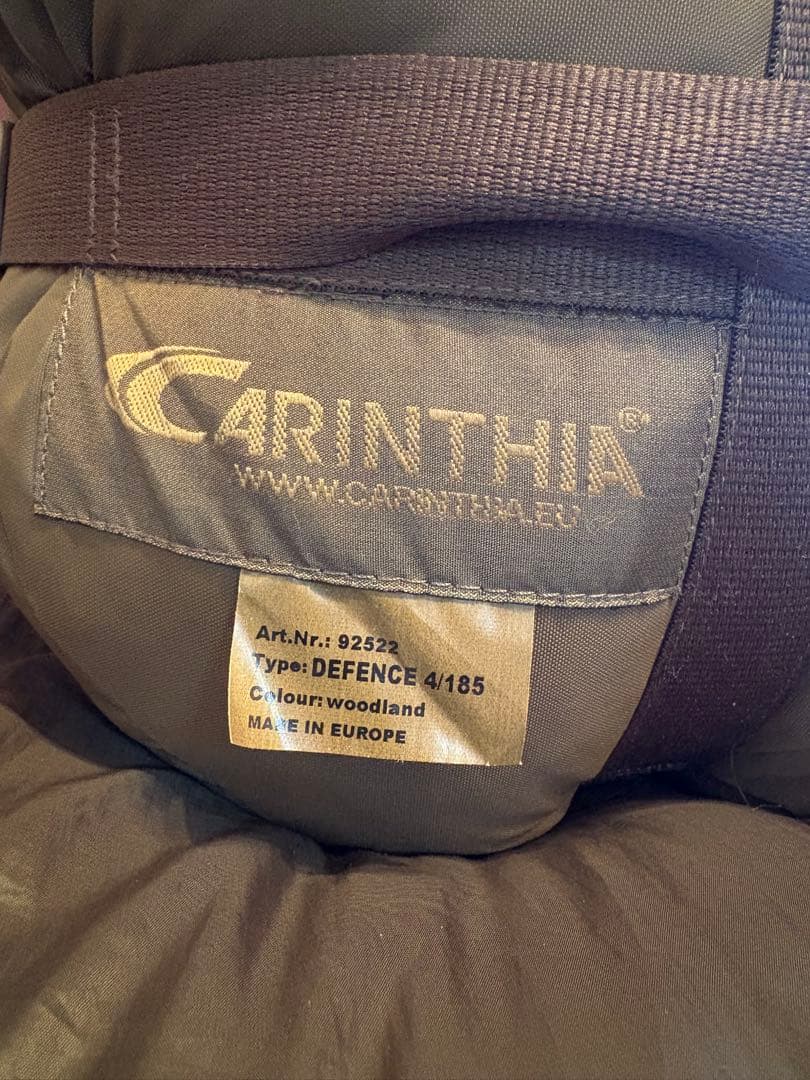 CARINTHIA®
WWW.CARINTHIA.EU
Art.Nr.: 92522
Type: DEFENCE 4/185
Colour: woodland
MADE IN EUROPE